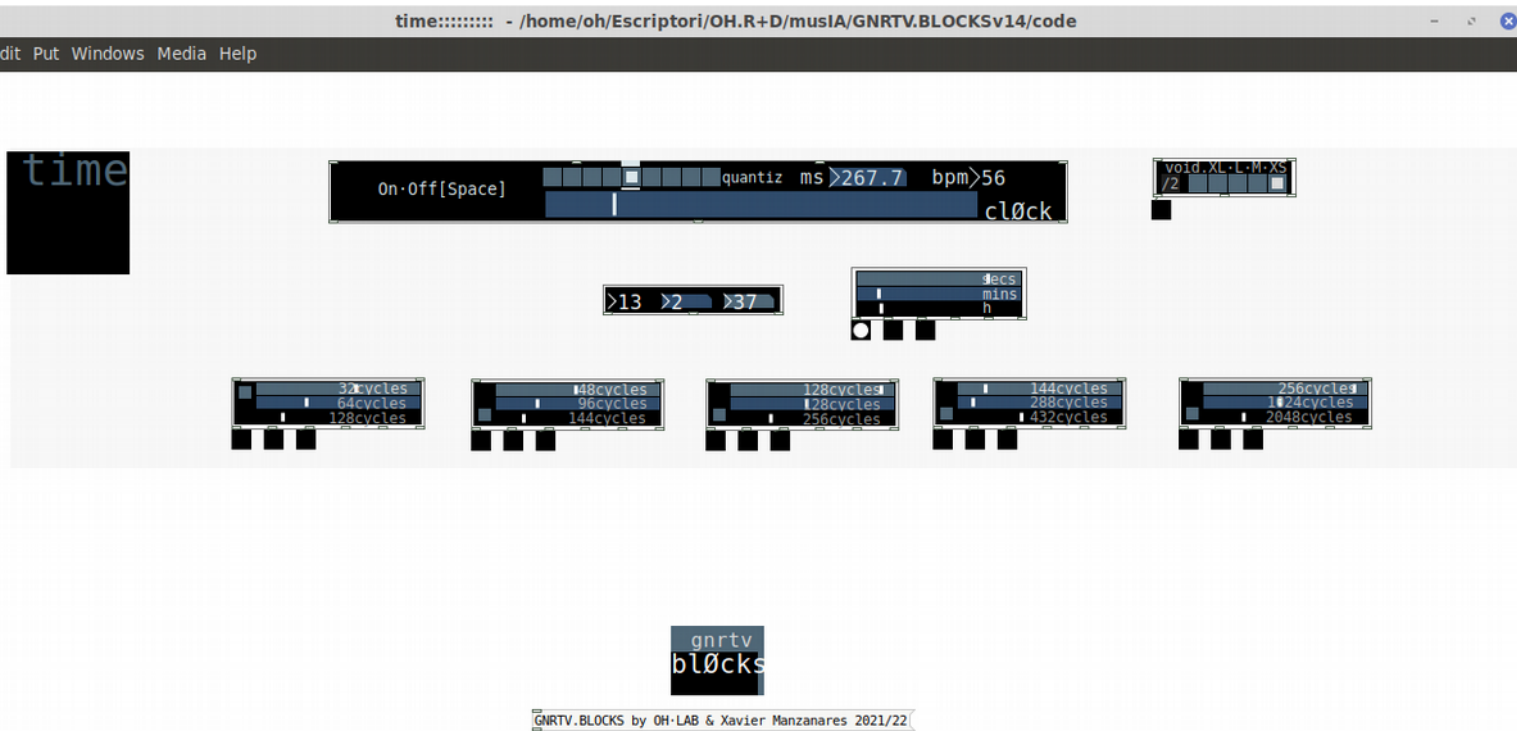 time::::::::: - /home/oh/Escriptori/OH.R+D/musIA/GNRTV.BLOCKSv14/code
dit Put Windows Media Help
time
On·Off[Space]
quantiz ms >267.7 bpm>56
clØck
void.XL·L·M·XS
/2
>13 >2 >37
secs
mins
h
32cycles
64cycles
128cycles
48cycles
96cycles
144cycles
128cycles
128cycles
256cycles
144cycles
288cycles
432cycles
256cycles
1024cycles
2048cycles
gnrtv
blØcks
GNRTV.BLOCKS by OH·LAB & Xavier Manzanares 2021/22